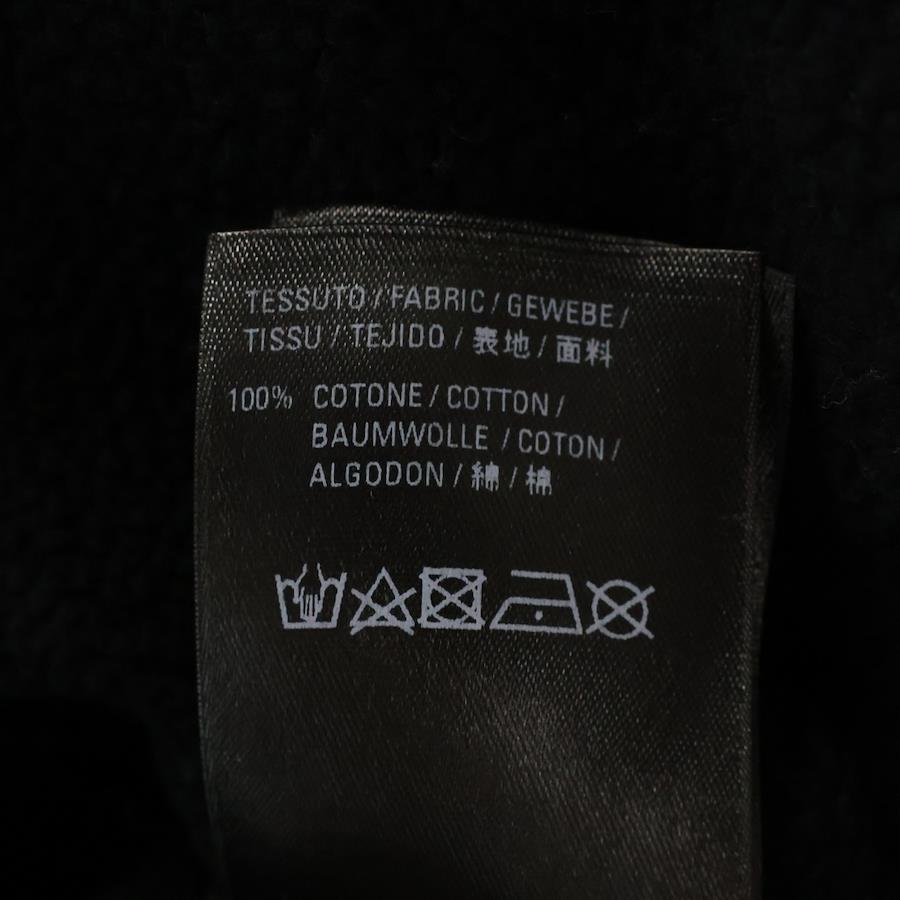 TESSUTO / FABRIC / GEWEBE /
TISSU / TEJIDO / 表地 / 面料
100% COTONE / COTTON /
BAUMWOLLE / COTON /
ALGODON / 綿 / 棉